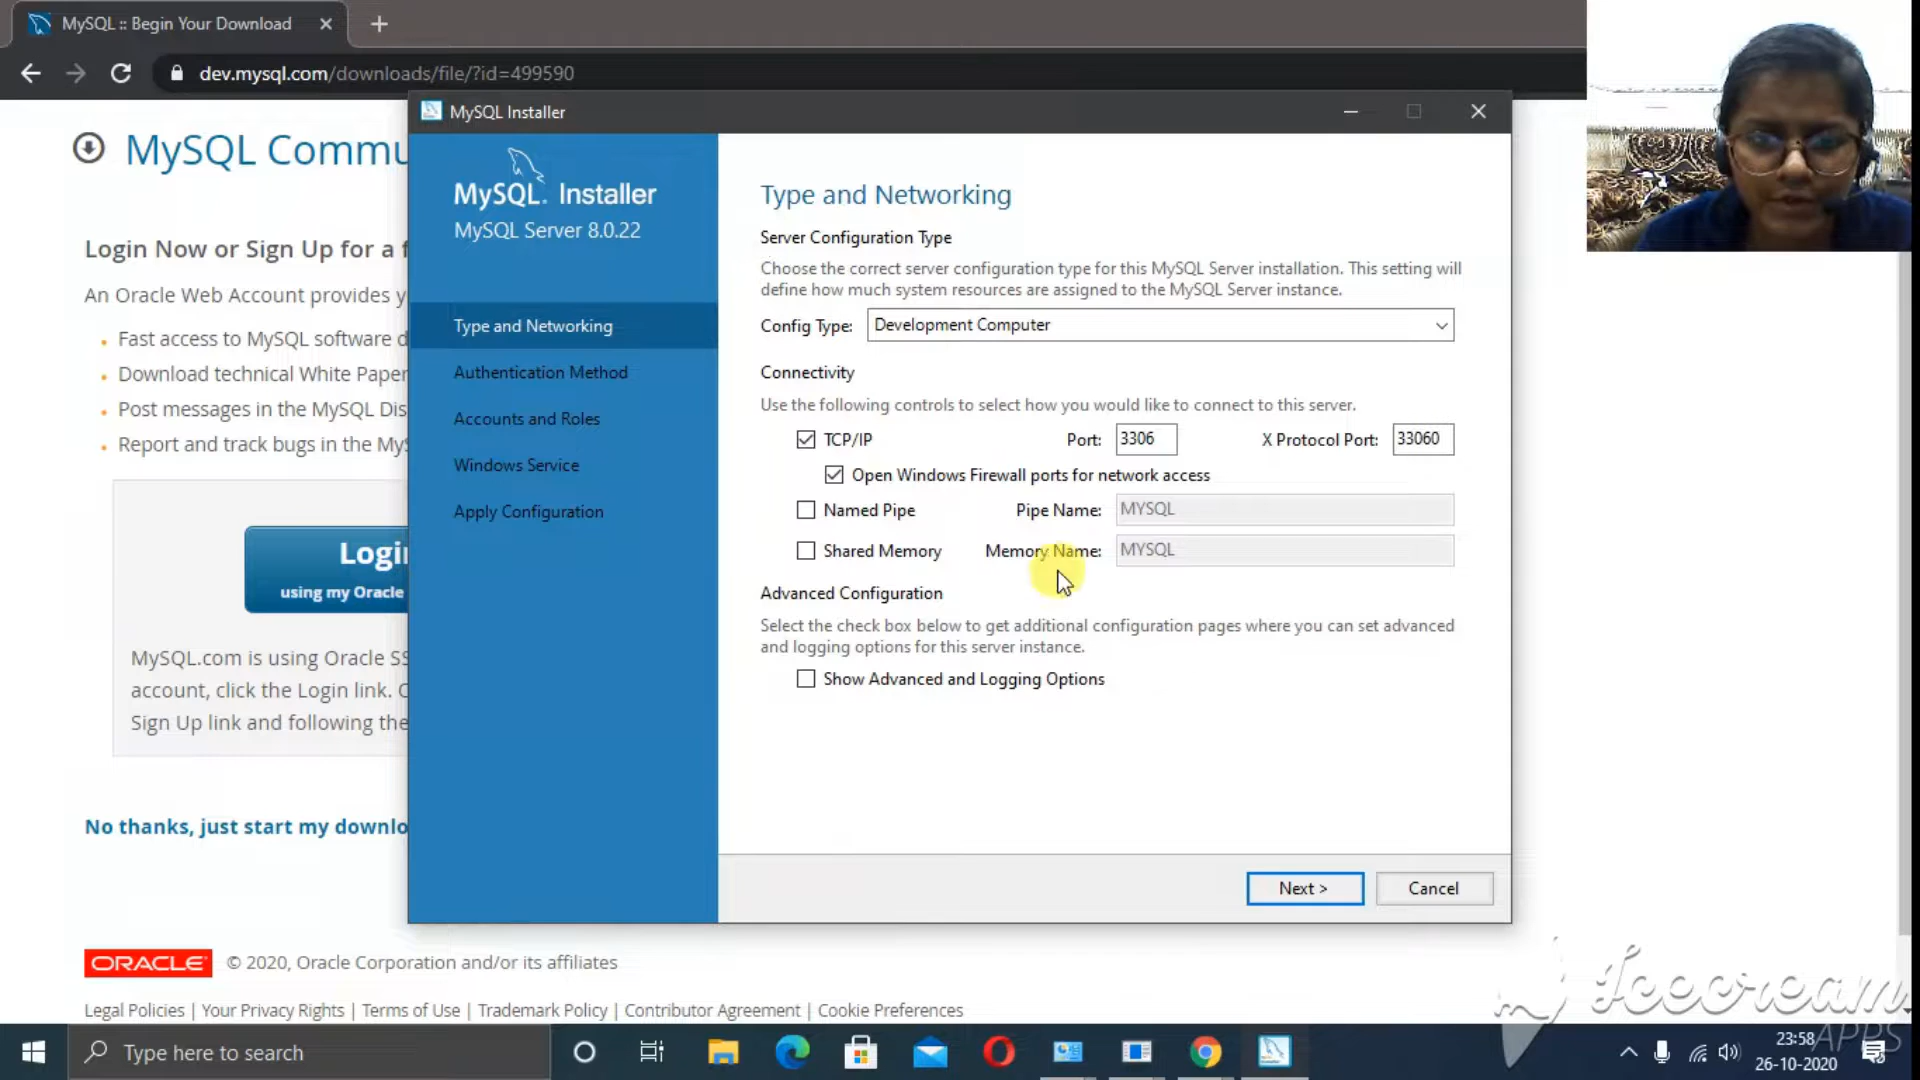 MySQL :: Begin Your Download
dev.mysql.com/downloads/file/?id=499590
MySQL Commu
Login Now or Sign Up for a f
An Oracle Web Account provides y
Fast access to MySQL software d
Download technical White Paper
Post messages in the MySQL Dis
Report and track bugs in the My
Login
using my Oracle
MySQL.com is using Oracle SS
account, click the Login link. O
Sign Up link and following the
No thanks, just start my downlo
ORACLE © 2020, Oracle Corporation and/or its affiliates
Legal Policies | Your Privacy Rights | Terms of Use | Trademark Policy | Contributor Agreement | Cookie Preferences
MySQL Installer
MySQL. Installer
MySQL Server 8.0.22
Type and Networking
Authentication Method
Accounts and Roles
Windows Service
Apply Configuration
Type and Networking
Server Configuration Type
Choose the correct server configuration type for this MySQL Server installation. This setting will
define how much system resources are assigned to the MySQL Server instance.
Config Type: Development Computer
Connectivity
Use the following controls to select how you would like to connect to this server.
TCP/IP Port: 3306 X Protocol Port: 33060
Open Windows Firewall ports for network access
Named Pipe Pipe Name: MYSQL
Shared Memory Memory Name: MYSQL
Advanced Configuration
Select the check box below to get additional configuration pages where you can set advanced
and logging options for this server instance.
Show Advanced and Logging Options
Next > Cancel
Icecream
APPS
Type here to search
23:58
26-10-2020